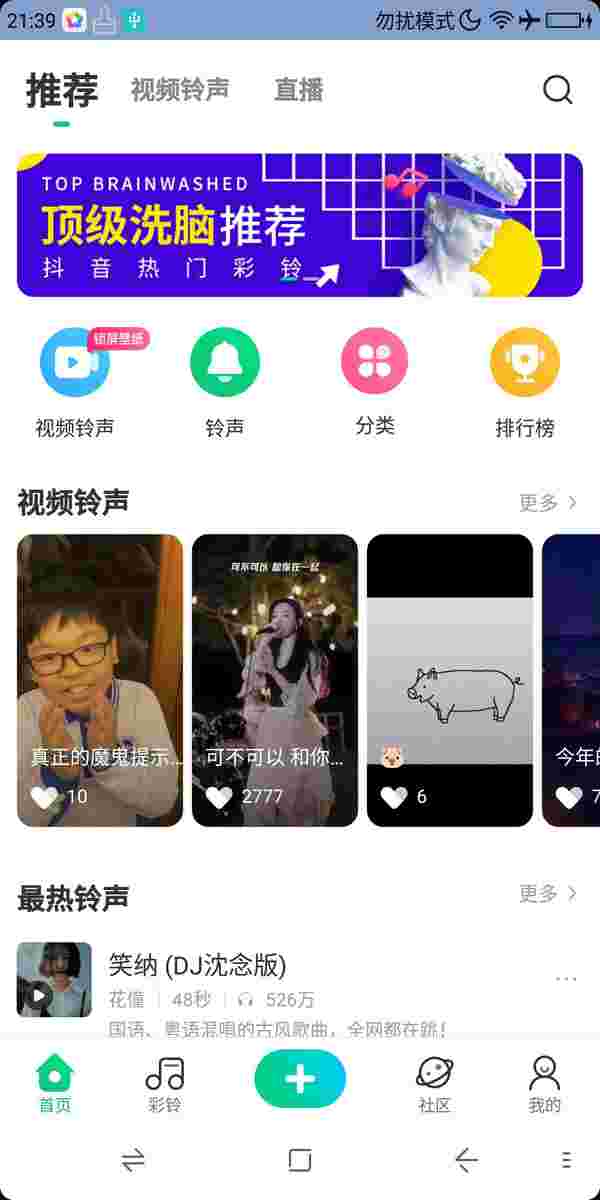 21:39
勿扰模式
推荐 视频铃声 直播
TOP BRAINWASHED
顶级洗脑推荐
抖音热门彩铃
锁屏壁纸
视频铃声 铃声 分类 排行榜
视频铃声 更多
可不可以 和你在一起
真正的魔鬼提示...
10
可不可以 和你...
2777
6
今年的
7
最热铃声 更多
笑纳 (DJ沈念版)
花僮 48秒 526万
国语、粤语混唱的古风歌曲，全网都在跳！
首页 彩铃 社区 我的